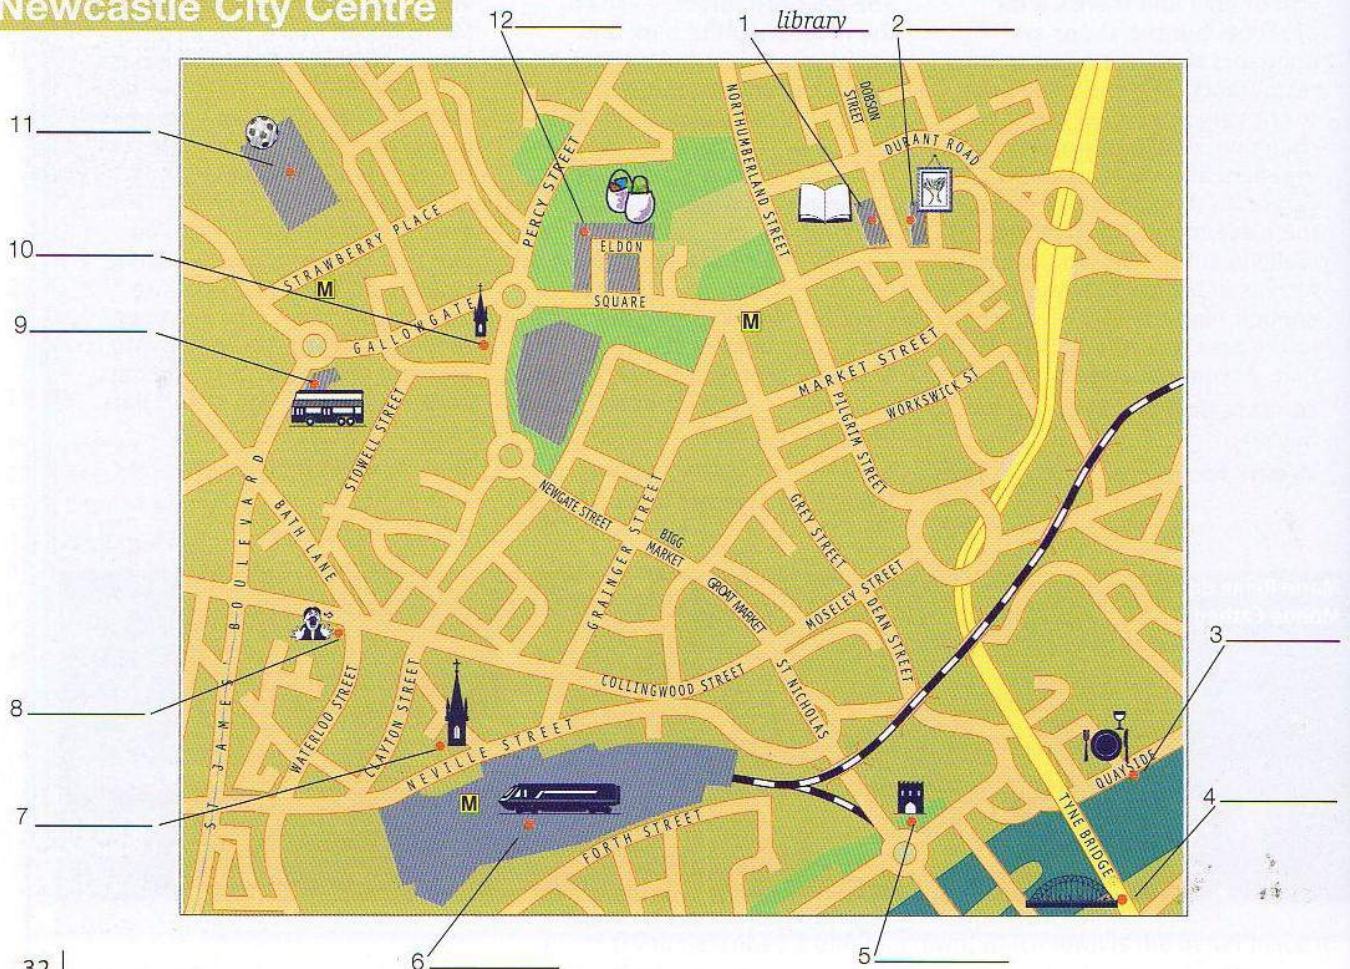 Newcastle City Centre
12
1 library
2
11
10
9
8
7
6
5
4
3
NORTHUMBERLAND STREET
DOBSON STREET
DURANT ROAD
PERCY STREET
STRAWBERRY PLACE
M
ELDON
SQUARE
GALLOWGATE
M
MARKET STREET
WORKSWICK ST
PILGRIM STREET
STOWELL STREET
ST JAMES' BOULEVARD
BATH LANE
NEWGATE STREET
GRAINGER STREET
BIGG MARKET
GROAT MARKET
GREY STREET
MOSELEY STREET
DEAN STREET
COLLINGWOOD STREET
ST NICHOLAS
WATERLOO STREET
CLAYTON STREET
NEVILLE STREET
M
FORTH STREET
QUAYSIDE
TYNE BRIDGE
32